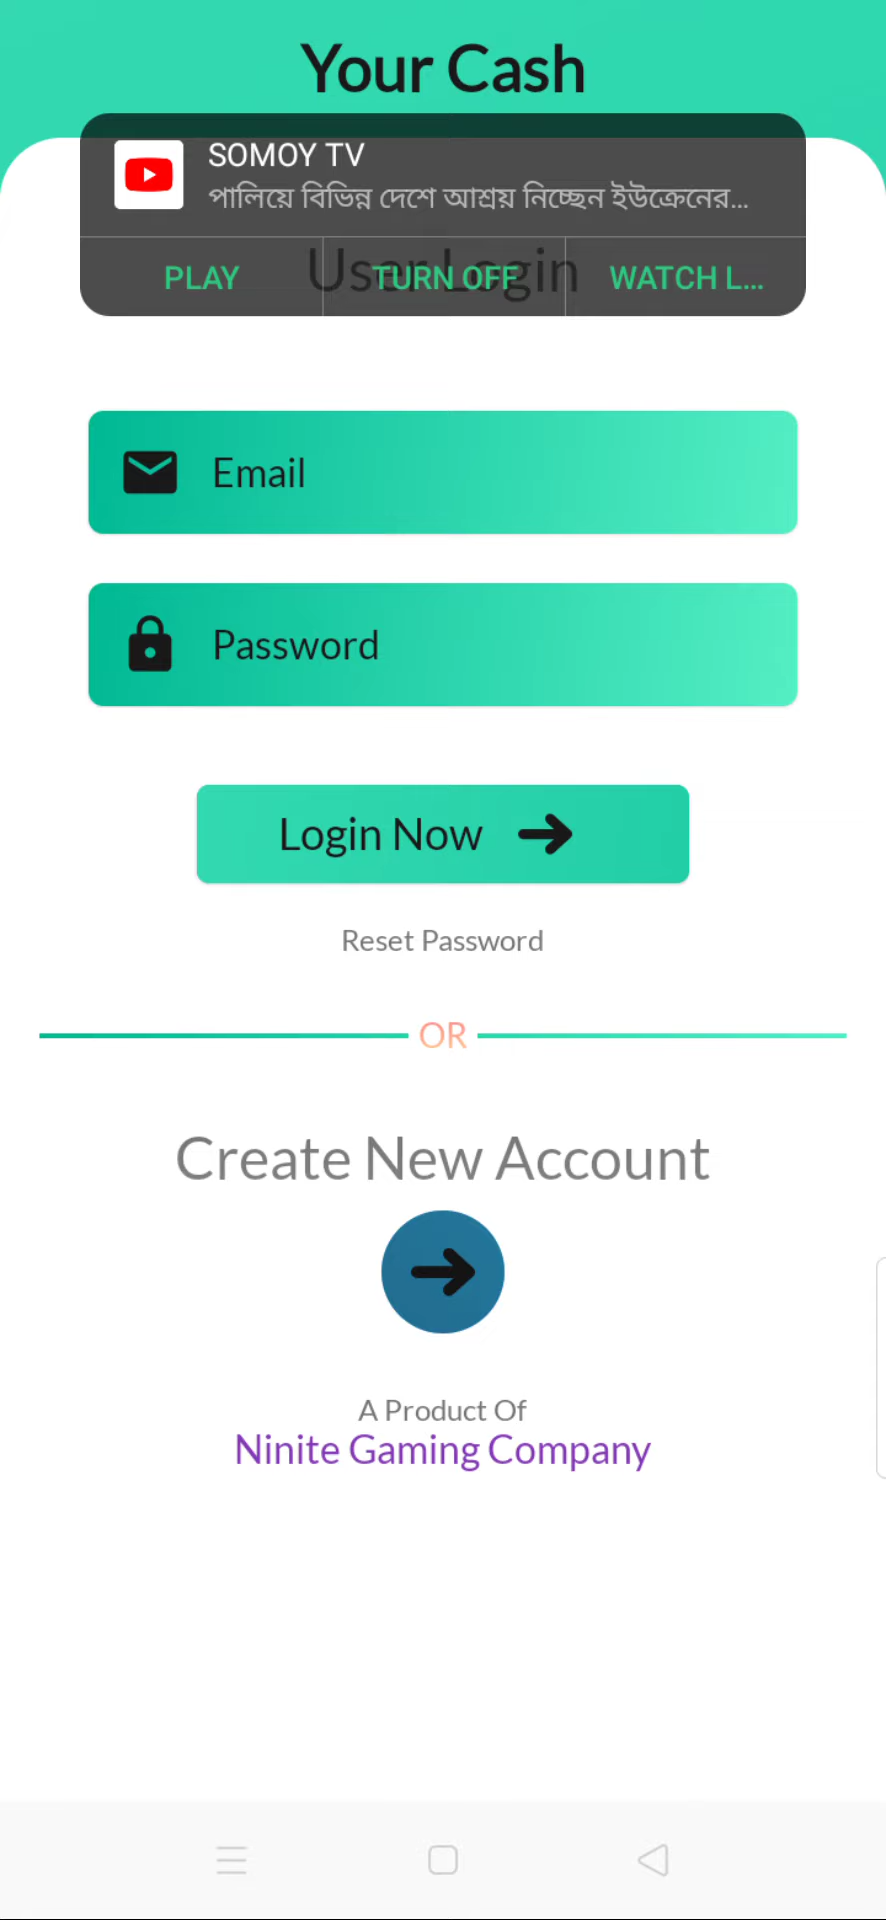 Your Cash
SOMOY TV
পালিয়ে বিভিন্ন দেশে আশ্রয় নিচ্ছেন ইউক্রেনের...
User Login
PLAY
TURN OFF
WATCH L...
Email
Password
Login Now
Reset Password
OR
Create New Account
A Product Of
Ninite Gaming Company